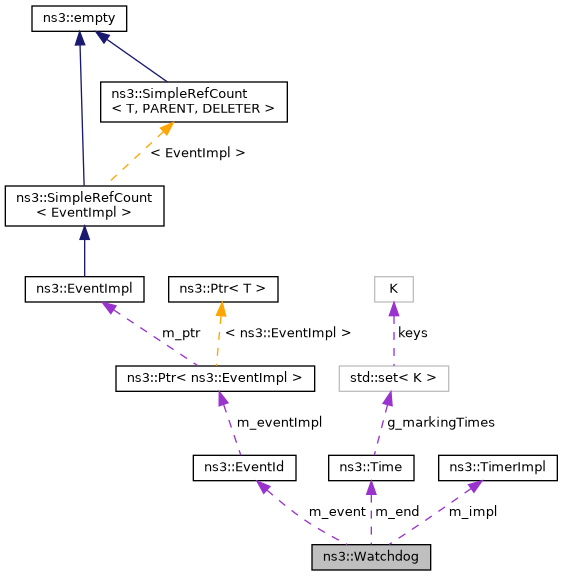 ns3::empty
ns3::SimpleRefCount
< T, PARENT, DELETER >
< EventImpl >
ns3::SimpleRefCount
< EventImpl >
ns3::EventImpl
ns3::Ptr< T >
K
m_ptr
< ns3::EventImpl >
keys
ns3::Ptr< ns3::EventImpl >
std::set< K >
m_eventImpl
g_markingTimes
ns3::EventId
ns3::Time
ns3::TimerImpl
m_event
m_end
m_impl
ns3::Watchdog